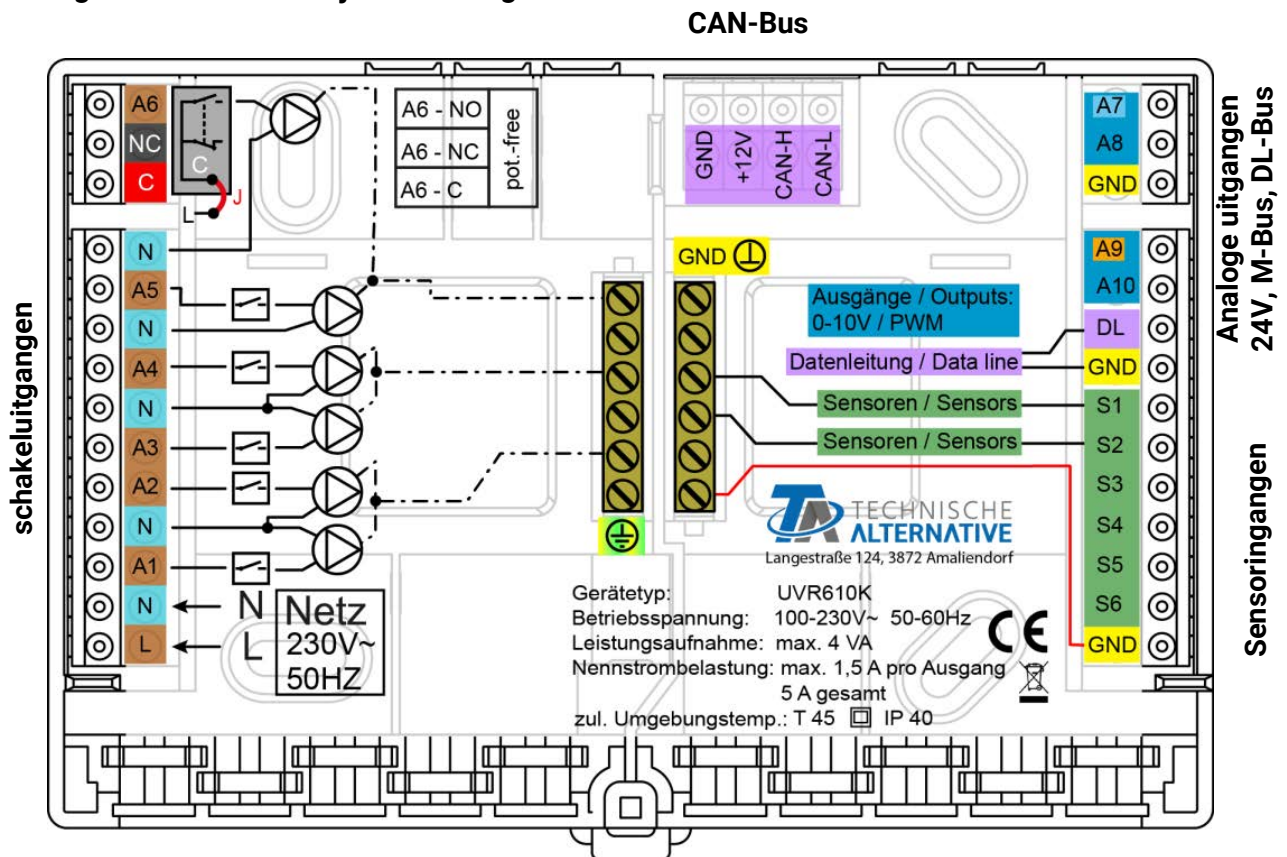 CAN-Bus
A6
NC
C
C
J
L
A6 - NO
A6 - NC
A6 - C
pot.-free
GND
+12V
CAN-H
CAN-L
A7
A8
GND
Analoge uitgangen
24V, M-Bus, DL-Bus
schakeluitgangen
N
A5
N
A4
N
A3
A2
N
A1
N
L
N
L
Netz
230V~
50HZ
GND
Ausgänge / Outputs:
0-10V / PWM
Datenleitung / Data line
Sensoren / Sensors
Sensoren / Sensors
A9
A10
DL
GND
S1
S2
S3
S4
S5
S6
GND
Sensoringangen
TA TECHNISCHE
ALTERNATIVE
Langestraße 124, 3872 Amaliendorf
Gerätetyp: UVR610K
Betriebsspannung: 100-230V~ 50-60Hz
Leistungsaufnahme: max. 4 VA
Nennstrombelastung: max. 1,5 A pro Ausgang
5 A gesamt
zul. Umgebungstemp.: T 45 IP 40
CE